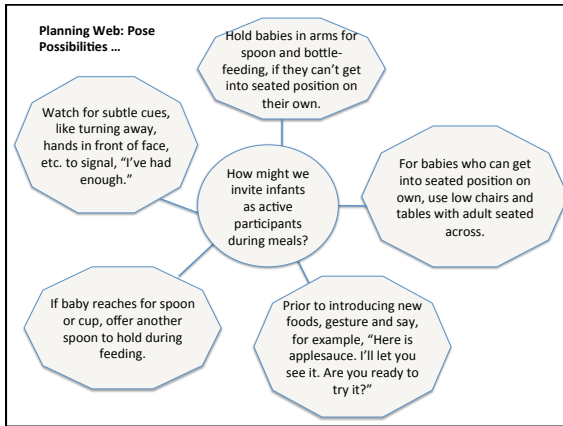 Planning Web: Pose
Possibilities ...
Hold babies in arms for
spoon and bottle-
feeding, if they can't get
into seated position on
their own.
Watch for subtle cues,
like turning away,
hands in front of face,
etc. to signal, "I've had
enough."
How might we
invite infants
as active
participants
during meals?
For babies who can get
into seated position on
own, use low chairs and
tables with adult seated
across.
If baby reaches for spoon
or cup, offer another
spoon to hold during
feeding.
Prior to introducing new
foods, gesture and say,
for example, "Here is
applesauce. I'll let you
see it. Are you ready to
try it?"